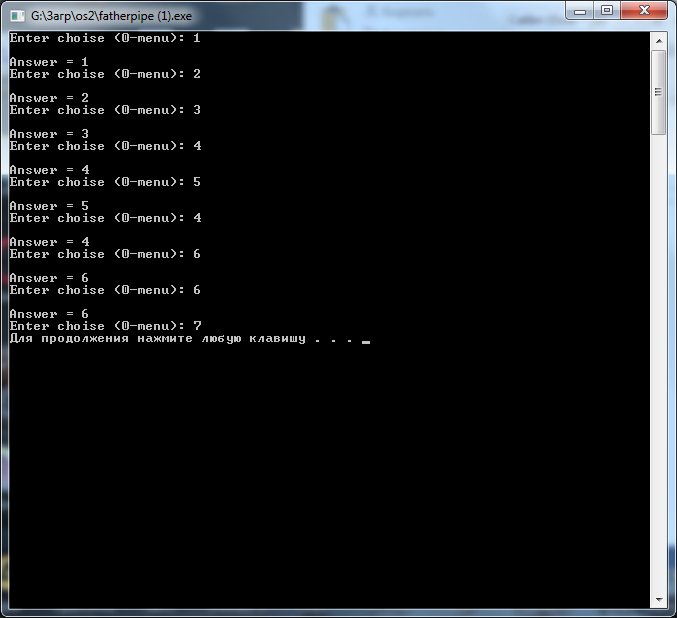 G:\Загр\os2\fatherpipe (1).exe
Enter choise (0-menu): 1
Answer = 1
Enter choise (0-menu): 2
Answer = 2
Enter choise (0-menu): 3
Answer = 3
Enter choise (0-menu): 4
Answer = 4
Enter choise (0-menu): 5
Answer = 5
Enter choise (0-menu): 4
Answer = 4
Enter choise (0-menu): 6
Answer = 6
Enter choise (0-menu): 6
Answer = 6
Enter choise (0-menu): 7
Для продолжения нажмите любую клавишу . . . _